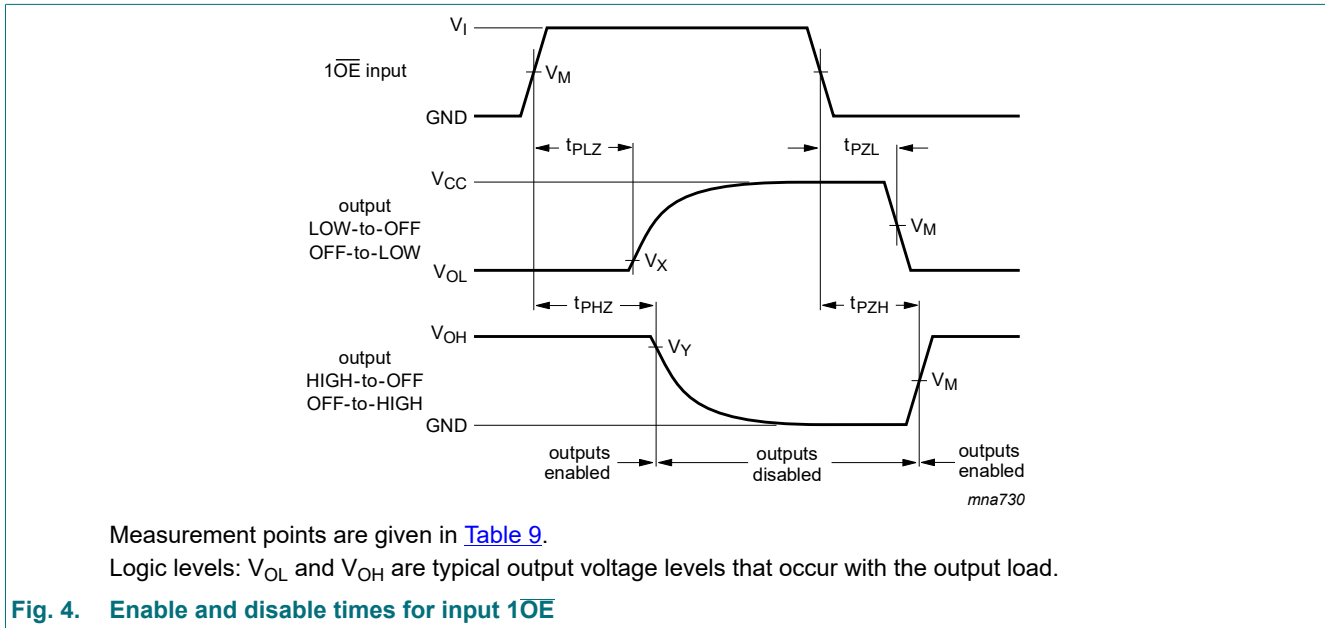 V_I
1O̅E̅ input
V_M
GND
t_PLZ
t_PZL
V_CC
output
LOW-to-OFF
OFF-to-LOW
V_M
V_X
V_OL
t_PHZ
t_PZH
V_OH
output
HIGH-to-OFF
OFF-to-HIGH
V_Y
V_M
GND
outputs
enabled
outputs
disabled
outputs
enabled
mna730
Measurement points are given in Table 9.
Logic levels: V_OL and V_OH are typical output voltage levels that occur with the output load.
Fig. 4. Enable and disable times for input 1O̅E̅